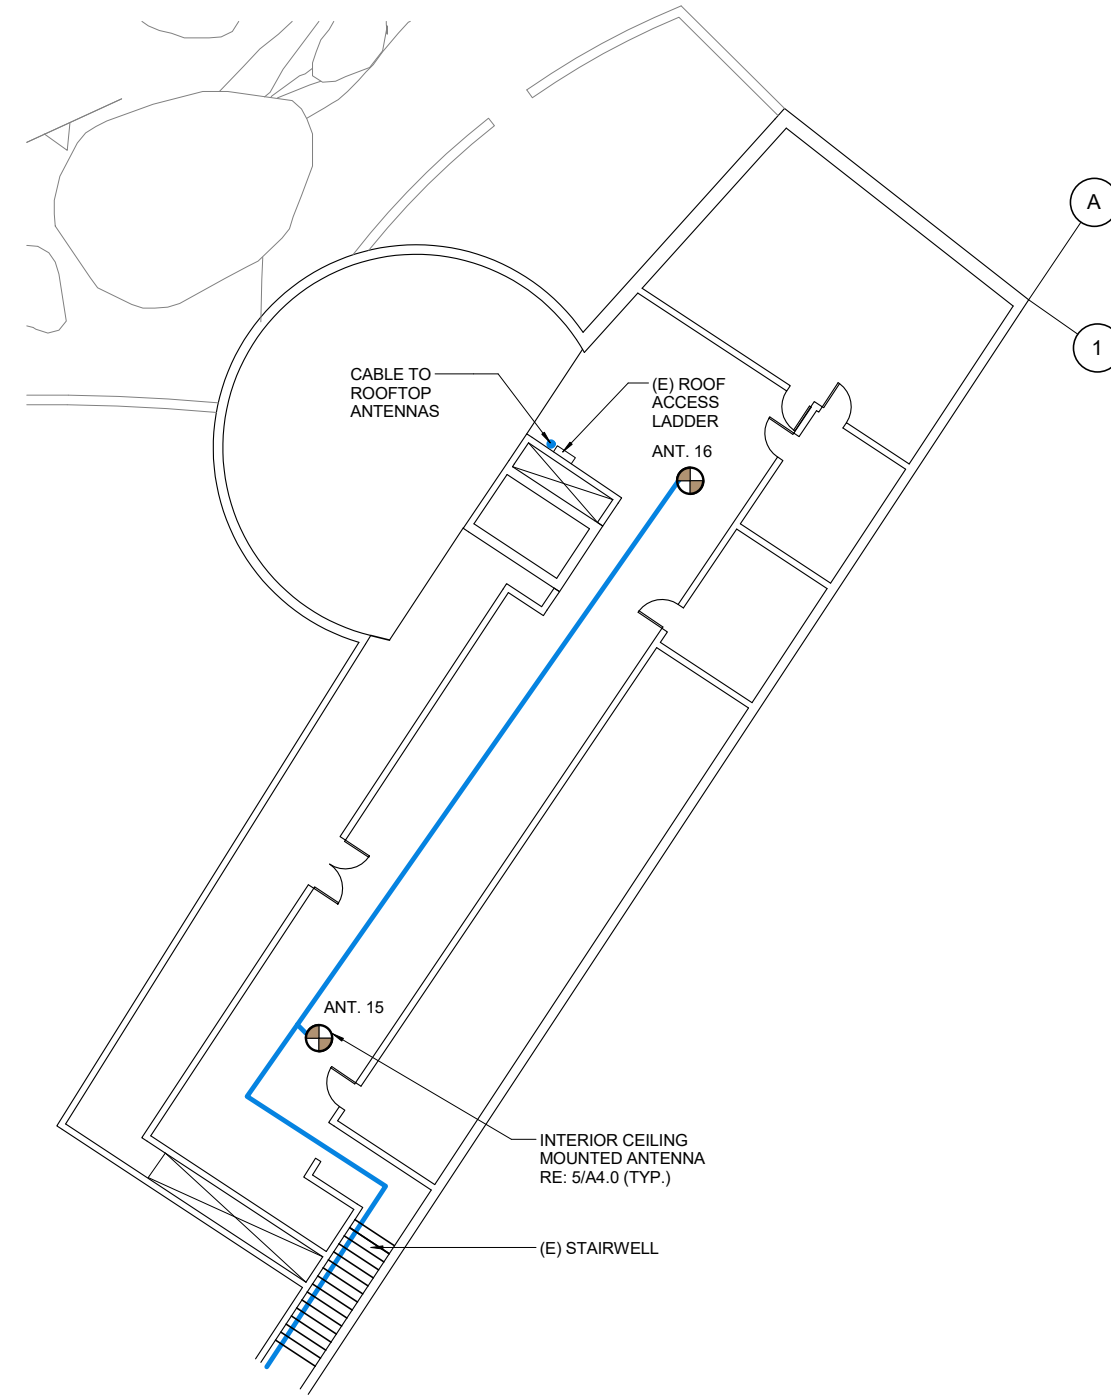 A
1
CABLE TO
ROOFTOP
ANTENNAS
(E) ROOF
ACCESS
LADDER
ANT. 16
ANT. 15
INTERIOR CEILING
MOUNTED ANTENNA
RE: 5/A4.0 (TYP.)
(E) STAIRWELL